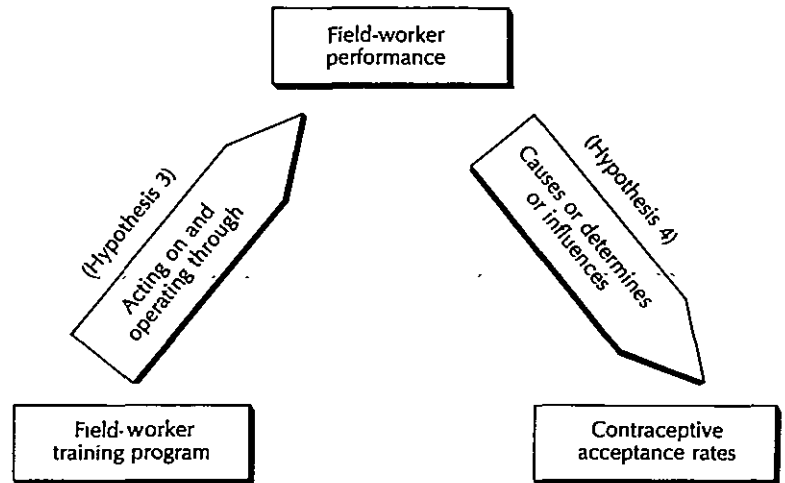 Field-worker
performance
(Hypothesis 3)
Acting on and
operating through
(Hypothesis 4)
Causes or determines
or influences
Field-worker
training program
Contraceptive
acceptance rates